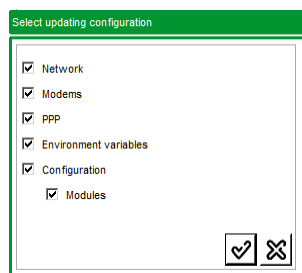 Select updating configuration
Network
Modems
PPP
Environment variables
Configuration
Modules